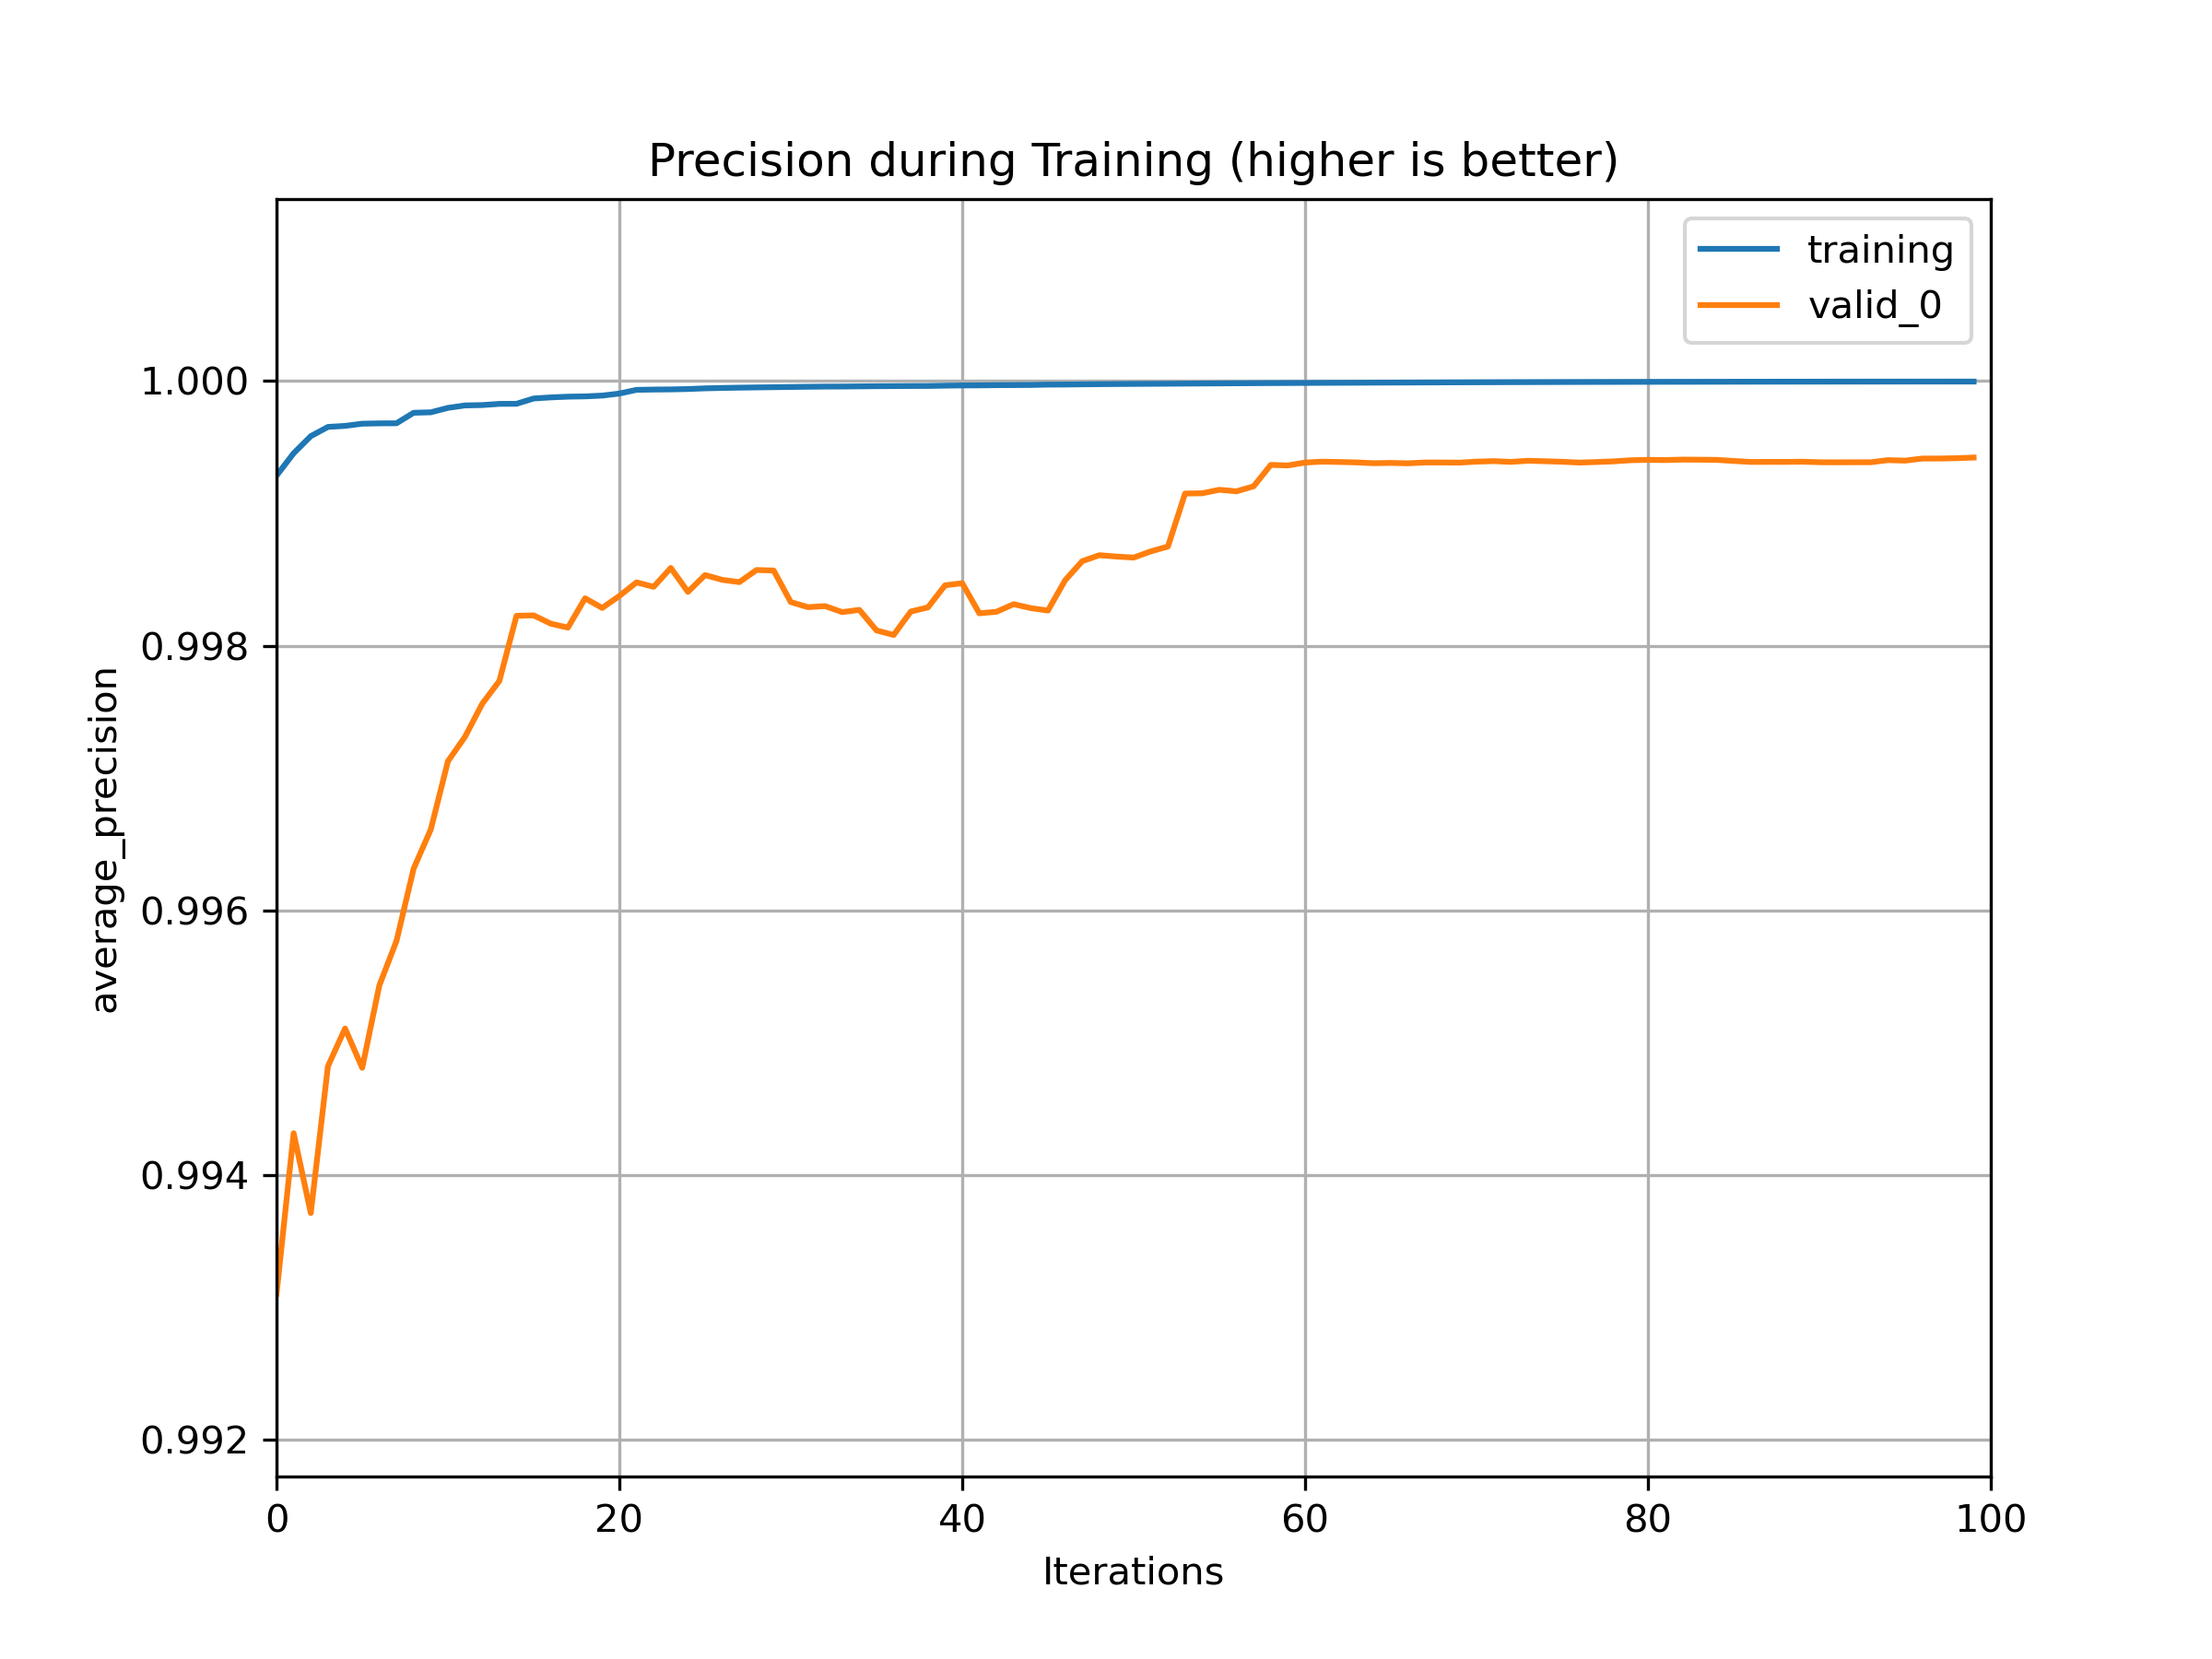 Precision during Training (higher is better)
training
valid_0
1.000
0.998
0.996
0.994
0.992
average_precision
0 20 40 60 80 100
Iterations